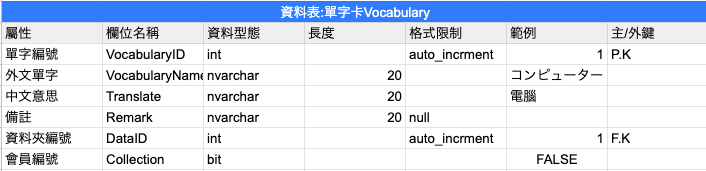 資料表:單字卡Vocabulary
屬性 欄位名稱 資料型態 長度 格式限制 範例 主/外鍵
單字編號 VocabularyID int auto_incrment 1 P.K
外文單字 VocabularyName nvarchar 20 コンピューター
中文意思 Translate nvarchar 20 電腦
備註 Remark nvarchar 20 null
資料夾編號 DataID int auto_incrment 1 F.K
會員編號 Collection bit FALSE